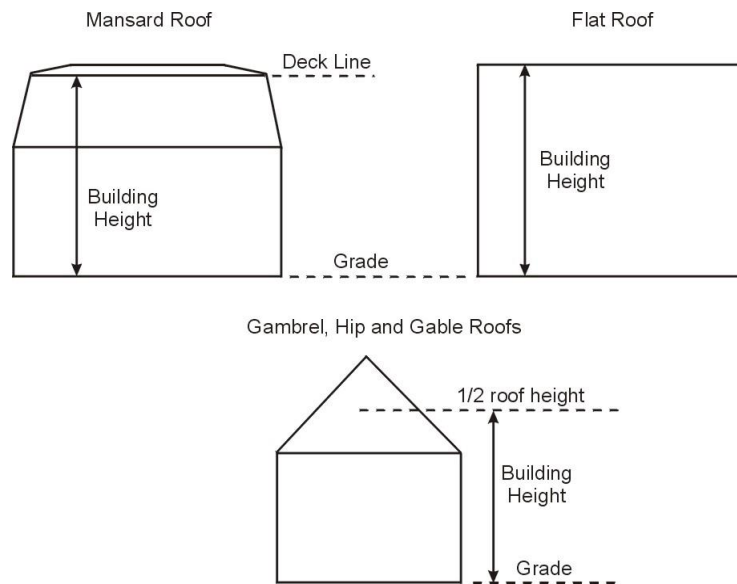 Mansard Roof
Flat Roof
Deck Line
Building
Height
Building
Height
Grade
Gambrel, Hip and Gable Roofs
1/2 roof height
Building
Height
Grade